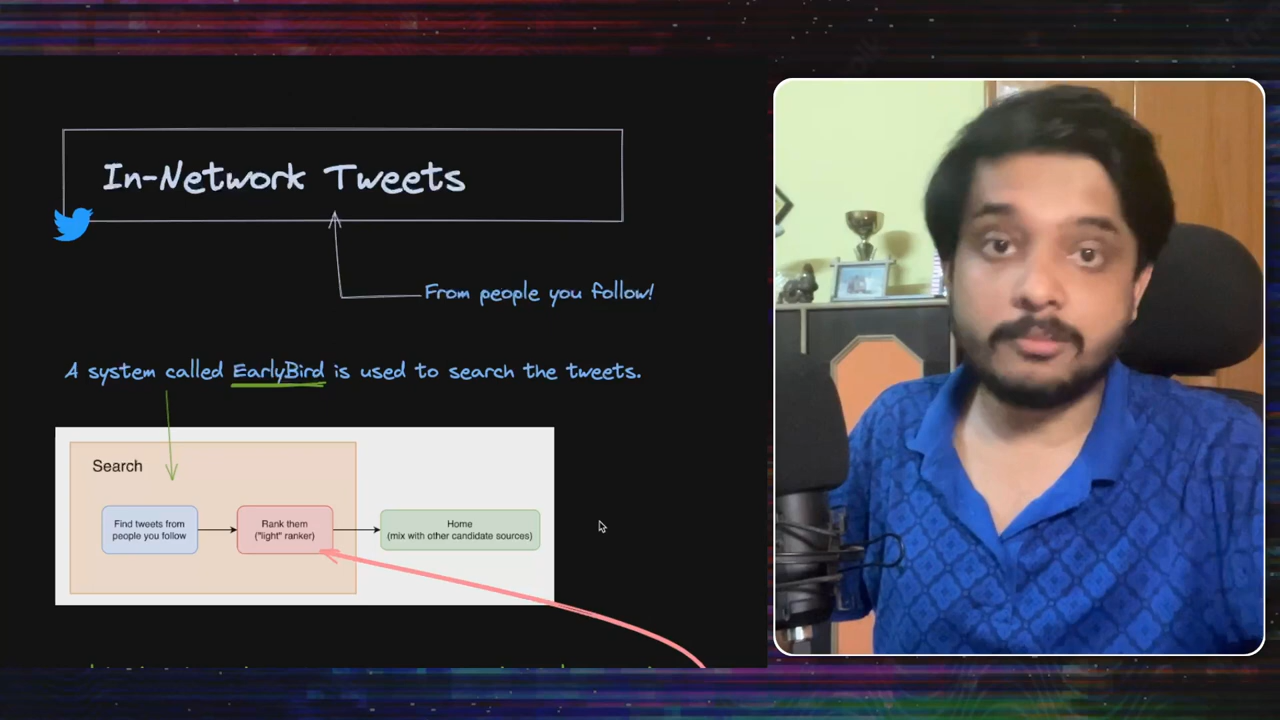 In-Network Tweets
From people you follow!
A system called EarlyBird is used to search the tweets.
Search
Find tweets from
people you follow
Rank them
("light" ranker)
Home
(mix with other candidate sources)